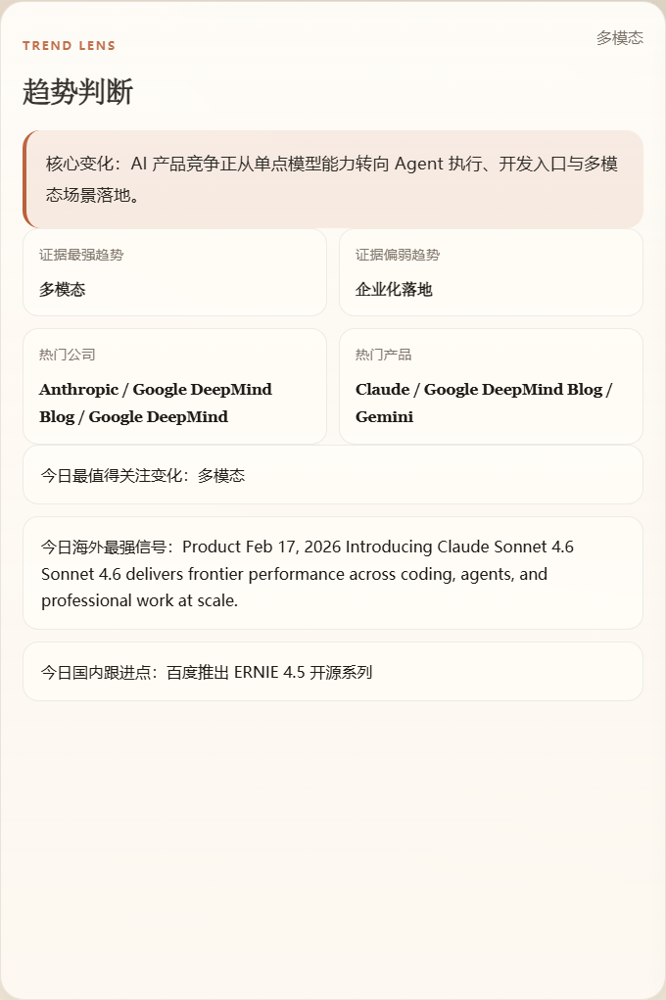 TREND LENS
多模态
趋势判断
核心变化：AI 产品竞争正从单点模型能力转向 Agent 执行、开发入口与多模
态场景落地。
证据最强趋势
多模态
证据偏弱趋势
企业化落地
热门公司
Anthropic / Google DeepMind
Blog / Google DeepMind
热门产品
Claude / Google DeepMind Blog /
Gemini
今日最值得关注变化：多模态
今日海外最强信号：Product Feb 17, 2026 Introducing Claude Sonnet 4.6
Sonnet 4.6 delivers frontier performance across coding, agents, and
professional work at scale.
今日国内跟进点：百度推出 ERNIE 4.5 开源系列